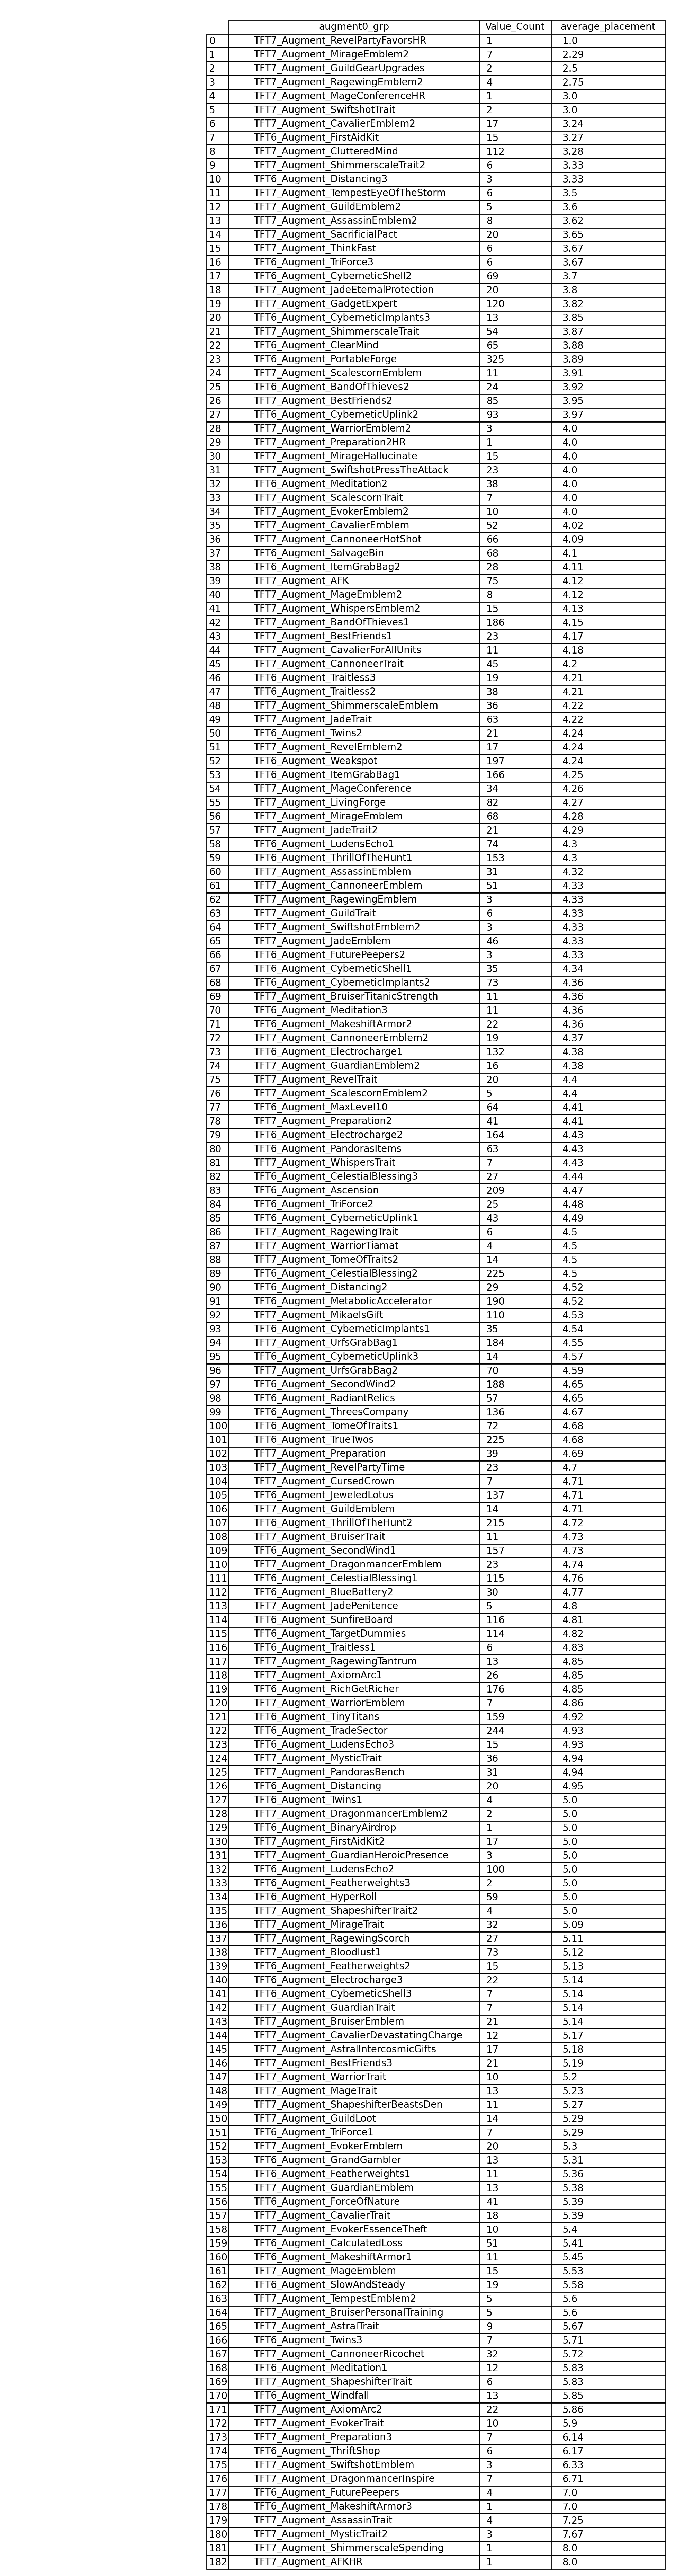 augment0_grp Value_Count average_placement
0 TFT7_Augment_RevelPartyFavorsHR 1 1.0
1 TFT7_Augment_MirageEmblem2 7 2.29
2 TFT7_Augment_GuildGearUpgrades 2 2.5
3 TFT7_Augment_RagewingEmblem2 4 2.75
4 TFT7_Augment_MageConferenceHR 1 3.0
5 TFT7_Augment_SwiftshotTrait 2 3.0
6 TFT7_Augment_CavalierEmblem2 17 3.24
7 TFT6_Augment_FirstAidKit 15 3.27
8 TFT7_Augment_ClutteredMind 112 3.28
9 TFT7_Augment_ShimmerscaleTrait2 6 3.33
10 TFT6_Augment_Distancing3 3 3.33
11 TFT7_Augment_TempestEyeOfTheStorm 6 3.5
12 TFT7_Augment_GuildEmblem2 5 3.6
13 TFT7_Augment_AssassinEmblem2 8 3.62
14 TFT7_Augment_SacrificialPact 20 3.65
15 TFT7_Augment_ThinkFast 6 3.67
16 TFT6_Augment_TriForce3 6 3.67
17 TFT6_Augment_CyberneticShell2 69 3.7
18 TFT7_Augment_JadeEternalProtection 20 3.8
19 TFT7_Augment_GadgetExpert 120 3.82
20 TFT6_Augment_CyberneticImplants3 13 3.85
21 TFT7_Augment_ShimmerscaleTrait 54 3.87
22 TFT6_Augment_ClearMind 65 3.88
23 TFT6_Augment_PortableForge 325 3.89
24 TFT7_Augment_ScalescornEmblem 11 3.91
25 TFT6_Augment_BandOfThieves2 24 3.92
26 TFT7_Augment_BestFriends2 85 3.95
27 TFT6_Augment_CyberneticUplink2 93 3.97
28 TFT7_Augment_WarriorEmblem2 3 4.0
29 TFT7_Augment_Preparation2HR 1 4.0
30 TFT7_Augment_MirageHallucinate 15 4.0
31 TFT7_Augment_SwiftshotPressTheAttack 23 4.0
32 TFT6_Augment_Meditation2 38 4.0
33 TFT7_Augment_ScalescornTrait 7 4.0
34 TFT7_Augment_EvokerEmblem2 10 4.0
35 TFT7_Augment_CavalierEmblem 52 4.02
36 TFT7_Augment_CannoneerHotShot 66 4.09
37 TFT6_Augment_SalvageBin 68 4.1
38 TFT6_Augment_ItemGrabBag2 28 4.11
39 TFT7_Augment_AFK 75 4.12
40 TFT7_Augment_MageEmblem2 8 4.12
41 TFT7_Augment_WhispersEmblem2 15 4.13
42 TFT7_Augment_BandOfThieves1 186 4.15
43 TFT7_Augment_BestFriends1 23 4.17
44 TFT7_Augment_CavalierForAllUnits 11 4.18
45 TFT7_Augment_CannoneerTrait 45 4.2
46 TFT6_Augment_Traitless3 19 4.21
47 TFT6_Augment_Traitless2 38 4.21
48 TFT7_Augment_ShimmerscaleEmblem 36 4.22
49 TFT7_Augment_JadeTrait 63 4.22
50 TFT6_Augment_Twins2 21 4.24
51 TFT7_Augment_RevelEmblem2 17 4.24
52 TFT6_Augment_Weakspot 197 4.24
53 TFT6_Augment_ItemGrabBag1 166 4.25
54 TFT7_Augment_MageConference 34 4.26
55 TFT7_Augment_LivingForge 82 4.27
56 TFT7_Augment_MirageEmblem 68 4.28
57 TFT7_Augment_JadeTrait2 21 4.29
58 TFT6_Augment_LudensEcho1 74 4.3
59 TFT6_Augment_ThrillOfTheHunt1 153 4.3
60 TFT7_Augment_AssassinEmblem 31 4.32
61 TFT7_Augment_CannoneerEmblem 51 4.33
62 TFT7_Augment_RagewingEmblem 3 4.33
63 TFT7_Augment_GuildTrait 6 4.33
64 TFT7_Augment_SwiftshotEmblem2 3 4.33
65 TFT7_Augment_JadeEmblem 46 4.33
66 TFT6_Augment_FuturePeepers2 3 4.33
67 TFT6_Augment_CyberneticShell1 35 4.34
68 TFT6_Augment_CyberneticImplants2 73 4.36
69 TFT7_Augment_BruiserTitanicStrength 11 4.36
70 TFT6_Augment_Meditation3 11 4.36
71 TFT6_Augment_MakeshiftArmor2 22 4.36
72 TFT7_Augment_CannoneerEmblem2 19 4.37
73 TFT6_Augment_Electrocharge1 132 4.38
74 TFT7_Augment_GuardianEmblem2 16 4.38
75 TFT7_Augment_RevelTrait 20 4.4
76 TFT7_Augment_ScalescornEmblem2 5 4.4
77 TFT6_Augment_MaxLevel10 64 4.41
78 TFT7_Augment_Preparation2 41 4.41
79 TFT6_Augment_Electrocharge2 164 4.43
80 TFT6_Augment_PandorasItems 63 4.43
81 TFT7_Augment_WhispersTrait 7 4.43
82 TFT6_Augment_CelestialBlessing3 27 4.44
83 TFT6_Augment_Ascension 209 4.47
84 TFT6_Augment_TriForce2 25 4.48
85 TFT6_Augment_CyberneticUplink1 43 4.49
86 TFT7_Augment_RagewingTrait 6 4.5
87 TFT7_Augment_WarriorTiamat 4 4.5
88 TFT7_Augment_TomeOfTraits2 14 4.5
89 TFT6_Augment_CelestialBlessing2 225 4.5
90 TFT6_Augment_Distancing2 29 4.52
91 TFT6_Augment_MetabolicAccelerator 190 4.52
92 TFT7_Augment_MikaelsGift 110 4.53
93 TFT6_Augment_CyberneticImplants1 35 4.54
94 TFT7_Augment_UrfsGrabBag1 184 4.55
95 TFT6_Augment_CyberneticUplink3 14 4.57
96 TFT7_Augment_UrfsGrabBag2 70 4.59
97 TFT6_Augment_SecondWind2 188 4.65
98 TFT6_Augment_RadiantRelics 57 4.65
99 TFT6_Augment_ThreesCompany 136 4.67
100 TFT6_Augment_TomeOfTraits1 72 4.68
101 TFT6_Augment_TrueTwos 225 4.68
102 TFT7_Augment_Preparation 39 4.69
103 TFT7_Augment_RevelPartyTime 23 4.7
104 TFT7_Augment_CursedCrown 7 4.71
105 TFT6_Augment_JeweledLotus 137 4.71
106 TFT7_Augment_GuildEmblem 14 4.71
107 TFT6_Augment_ThrillOfTheHunt2 215 4.72
108 TFT7_Augment_BruiserTrait 11 4.73
109 TFT6_Augment_SecondWind1 157 4.73
110 TFT7_Augment_DragonmancerEmblem 23 4.74
111 TFT6_Augment_CelestialBlessing1 115 4.76
112 TFT6_Augment_BlueBattery2 30 4.77
113 TFT7_Augment_JadePenitence 5 4.8
114 TFT6_Augment_SunfireBoard 116 4.81
115 TFT6_Augment_TargetDummies 114 4.82
116 TFT6_Augment_Traitless1 6 4.83
117 TFT7_Augment_RagewingTantrum 13 4.85
118 TFT7_Augment_AxiomArc1 26 4.85
119 TFT6_Augment_RichGetRicher 176 4.85
120 TFT7_Augment_WarriorEmblem 7 4.86
121 TFT6_Augment_TinyTitans 159 4.92
122 TFT6_Augment_TradeSector 244 4.93
123 TFT6_Augment_LudensEcho3 15 4.93
124 TFT7_Augment_MysticTrait 36 4.94
125 TFT7_Augment_PandorasBench 31 4.94
126 TFT6_Augment_Distancing 20 4.95
127 TFT6_Augment_Twins1 4 5.0
128 TFT7_Augment_DragonmancerEmblem2 2 5.0
129 TFT6_Augment_BinaryAirdrop 1 5.0
130 TFT7_Augment_FirstAidKit2 17 5.0
131 TFT7_Augment_GuardianHeroicPresence 3 5.0
132 TFT6_Augment_LudensEcho2 100 5.0
133 TFT6_Augment_Featherweights3 2 5.0
134 TFT6_Augment_HyperRoll 59 5.0
135 TFT7_Augment_ShapeshifterTrait2 4 5.0
136 TFT7_Augment_MirageTrait 32 5.09
137 TFT7_Augment_RagewingScorch 27 5.11
138 TFT7_Augment_Bloodlust1 73 5.12
139 TFT6_Augment_Featherweights2 15 5.13
140 TFT6_Augment_Electrocharge3 22 5.14
141 TFT6_Augment_CyberneticShell3 7 5.14
142 TFT7_Augment_GuardianTrait 7 5.14
143 TFT7_Augment_BruiserEmblem 21 5.14
144 TFT7_Augment_CavalierDevastatingCharge 12 5.17
145 TFT7_Augment_AstralIntercosmicGifts 17 5.18
146 TFT7_Augment_BestFriends3 21 5.19
147 TFT7_Augment_WarriorTrait 10 5.2
148 TFT7_Augment_MageTrait 13 5.23
149 TFT7_Augment_ShapeshifterBeastsDen 11 5.27
150 TFT7_Augment_GuildLoot 14 5.29
151 TFT6_Augment_TriForce1 7 5.29
152 TFT7_Augment_EvokerEmblem 20 5.3
153 TFT6_Augment_GrandGambler 13 5.31
154 TFT6_Augment_Featherweights1 11 5.36
155 TFT7_Augment_GuardianEmblem 13 5.38
156 TFT6_Augment_ForceOfNature 41 5.39
157 TFT7_Augment_CavalierTrait 18 5.39
158 TFT7_Augment_EvokerEssenceTheft 10 5.4
159 TFT6_Augment_CalculatedLoss 51 5.41
160 TFT6_Augment_MakeshiftArmor1 11 5.45
161 TFT7_Augment_MageEmblem 15 5.53
162 TFT6_Augment_SlowAndSteady 19 5.58
163 TFT7_Augment_TempestEmblem2 5 5.6
164 TFT7_Augment_BruiserPersonalTraining 5 5.6
165 TFT7_Augment_AstralTrait 9 5.67
166 TFT6_Augment_Twins3 7 5.71
167 TFT7_Augment_CannoneerRicochet 32 5.72
168 TFT6_Augment_Meditation1 12 5.83
169 TFT7_Augment_ShapeshifterTrait 6 5.83
170 TFT6_Augment_Windfall 13 5.85
171 TFT7_Augment_AxiomArc2 22 5.86
172 TFT7_Augment_EvokerTrait 10 5.9
173 TFT7_Augment_Preparation3 7 6.14
174 TFT6_Augment_ThriftShop 6 6.17
175 TFT7_Augment_SwiftshotEmblem 3 6.33
176 TFT7_Augment_DragonmancerInspire 7 6.71
177 TFT6_Augment_FuturePeepers 4 7.0
178 TFT6_Augment_MakeshiftArmor3 1 7.0
179 TFT7_Augment_AssassinTrait 4 7.25
180 TFT7_Augment_MysticTrait2 3 7.67
181 TFT7_Augment_ShimmerscaleSpending 1 8.0
182 TFT7_Augment_AFKHR 1 8.0